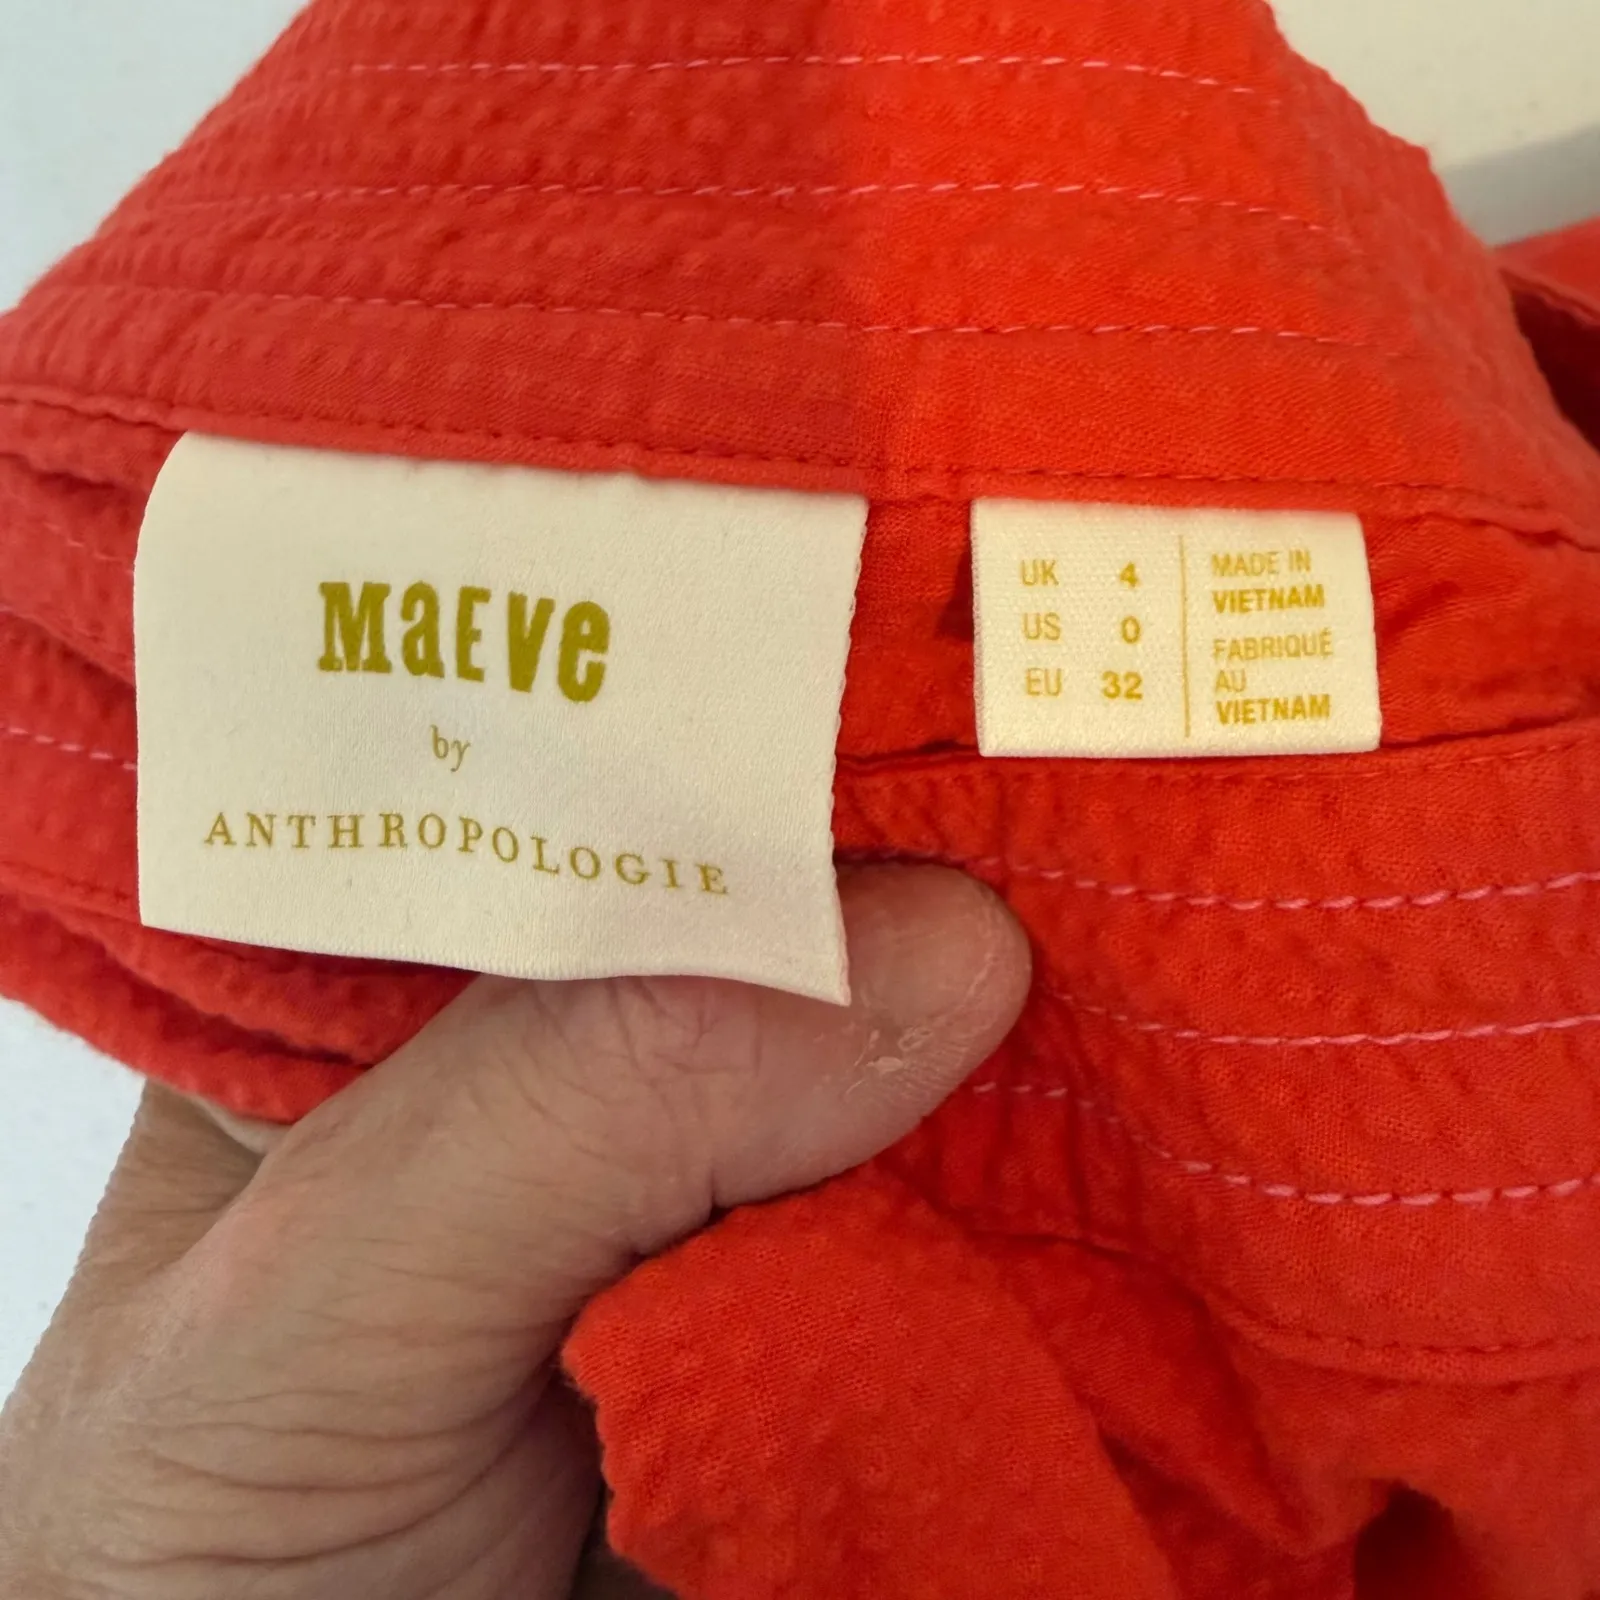 MaEve
by
ANTHROPOLOGIE
UK 4
US 0
EU 32
MADE IN
VIETNAM
FABRIQUÉ
AU
VIETNAM